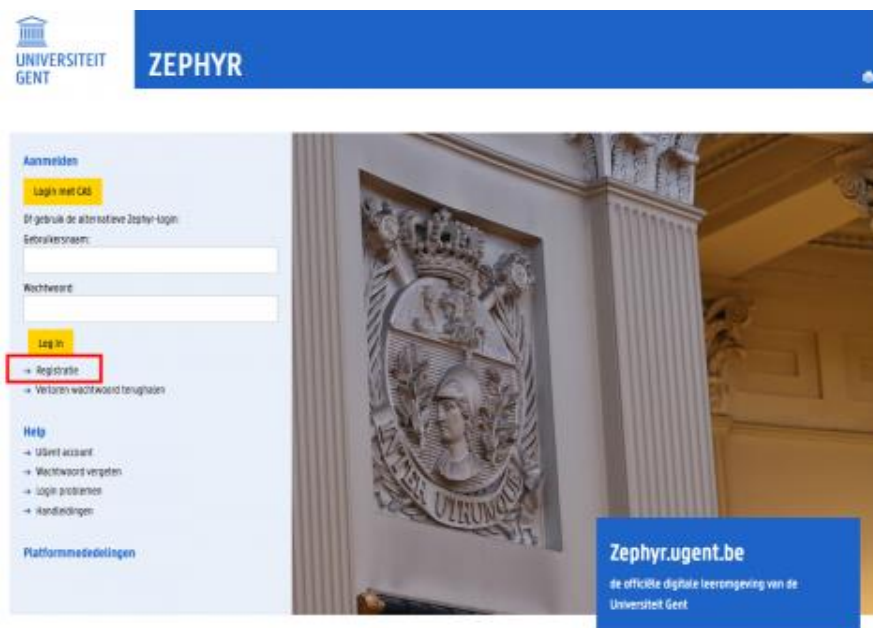 UNIVERSITEIT
GENT
ZEPHYR
Aanmelden
Login met CAS
Of gebruik de alternatieve Zephyr-login
Gebruikersnaam:
Wachtwoord:
Log in
→ Registratie
→ Verloren wachtwoord terughalen
Help
→ UGent account
→ Wachtwoord vergeten
→ Login problemen
→ Handleidingen
Platformmededelingen
INTER UTRUMQUE
Zephyr.ugent.be
de officiële digitale leeromgeving van de
Universiteit Gent